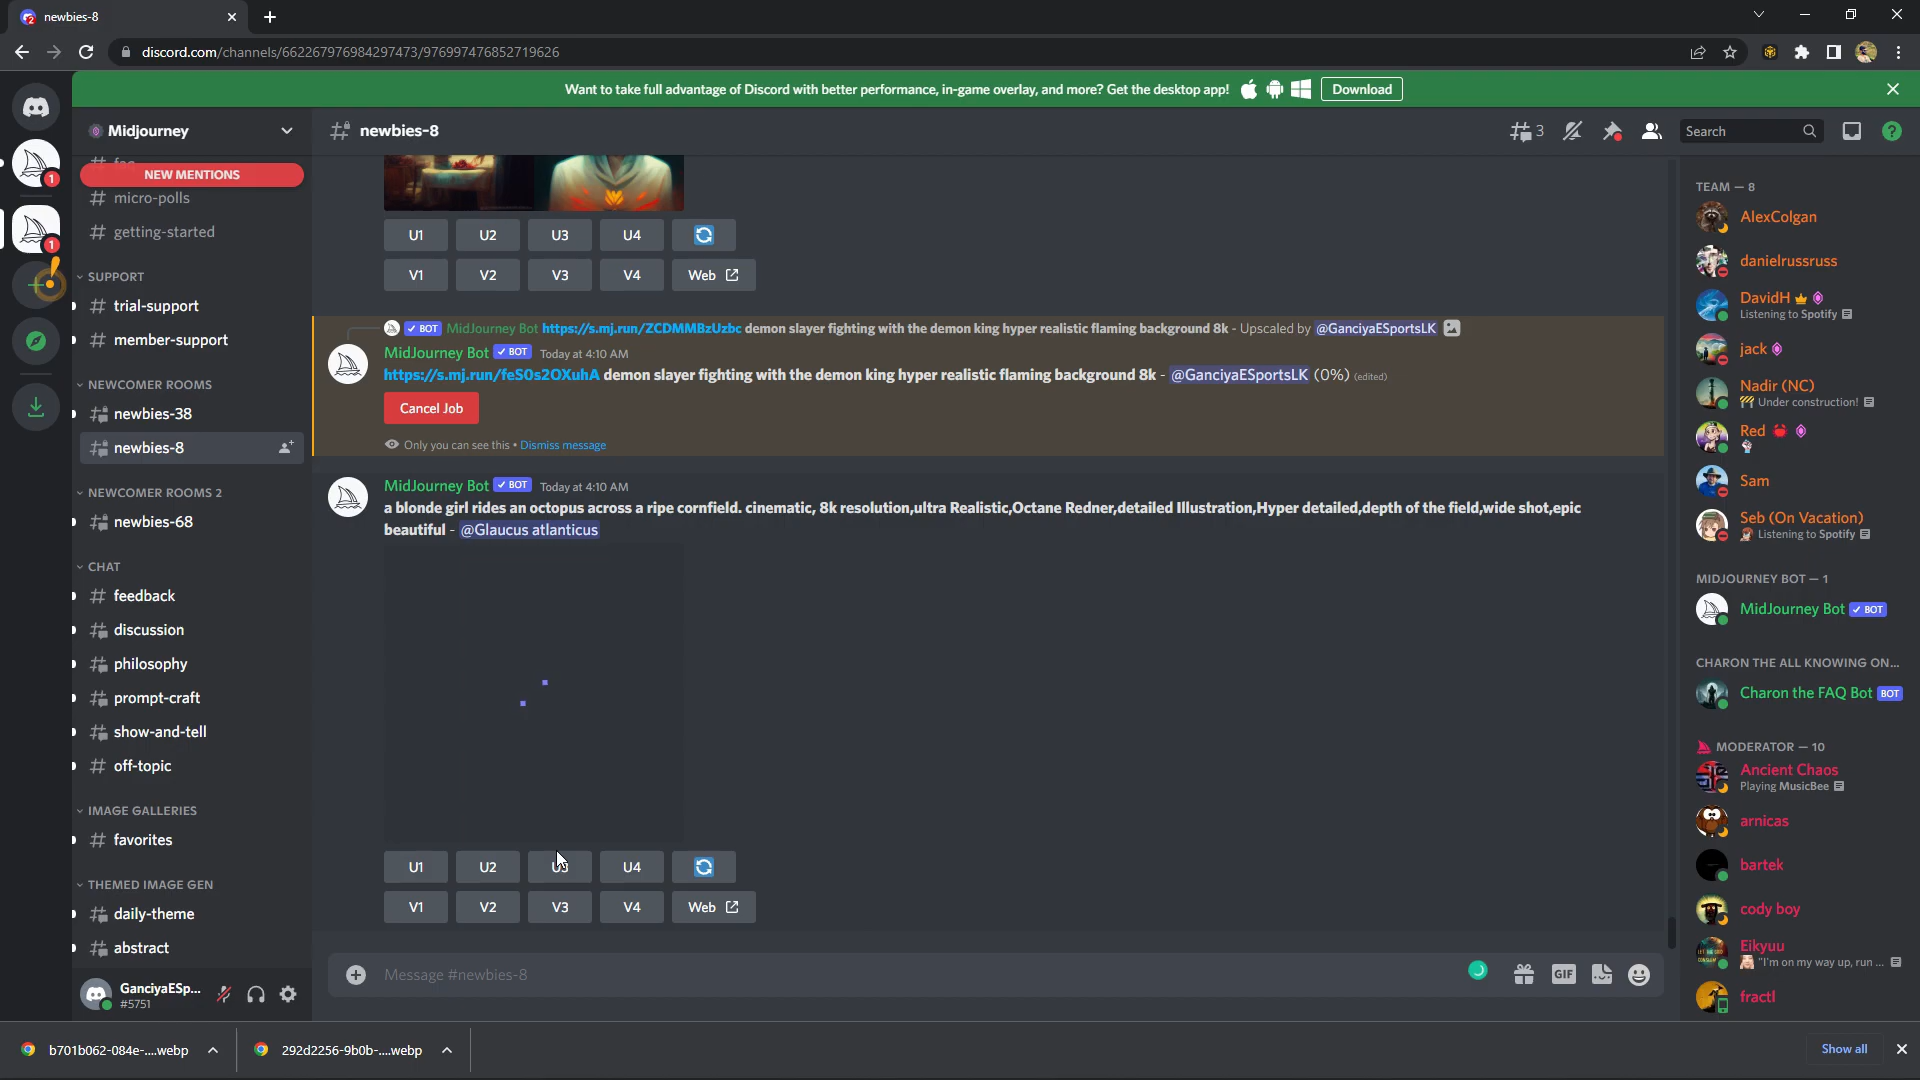 newbies-8
discord.com/channels/662267976984297473/976997476852719626
Want to take full advantage of Discord with better performance, in-game overlay, and more? Get the desktop app!
Download
Midjourney
NEW MENTIONS
micro-polls
getting-started
SUPPORT
trial-support
member-support
NEWCOMER ROOMS
newbies-38
newbies-8
NEWCOMER ROOMS 2
newbies-68
CHAT
feedback
discussion
philosophy
prompt-craft
show-and-tell
off-topic
IMAGE GALLERIES
favorites
THEMED IMAGE GEN
daily-theme
abstract
GanciyaESp...
#5751
1
1
2
newbies-8
3
Search
U1 U2 U3 U4
V1 V2 V3 V4 Web
BOT MidJourney Bot https://s.mj.run/ZCDMMBzUzbc demon slayer fighting with the demon king hyper realistic flaming background 8k - Upscaled by @GanciyaESportsLK
MidJourney Bot BOT Today at 4:10 AM
https://s.mj.run/feS0s2OXuhA demon slayer fighting with the demon king hyper realistic flaming background 8k - @GanciyaESportsLK (0%) (edited)
Cancel Job
Only you can see this • Dismiss message
MidJourney Bot BOT Today at 4:10 AM
a blonde girl rides an octopus across a ripe cornfield. cinematic, 8k resolution,ultra Realistic,Octane Redner,detailed Illustration,Hyper detailed,depth of the field,wide shot,epic
beautiful - @Glaucus atlanticus
U1 U2 U3 U4
V1 V2 V3 V4 Web
Message #newbies-8
GIF
TEAM — 8
AlexColgan
danielrussruss
DavidH
Listening to Spotify
jack
Nadir (NC)
Under construction!
Red
Sam
Seb (On Vacation)
Listening to Spotify
MIDJOURNEY BOT — 1
MidJourney Bot BOT
CHARON THE ALL KNOWING ON...
Charon the FAQ Bot BOT
MODERATOR — 10
Ancient Chaos
Playing MusicBee
arnicas
bartek
cody boy
Eikyuu
"I'm on my way up, run ...
fractl
b701b062-084e-....webp
292d2256-9b0b-....webp
Show all